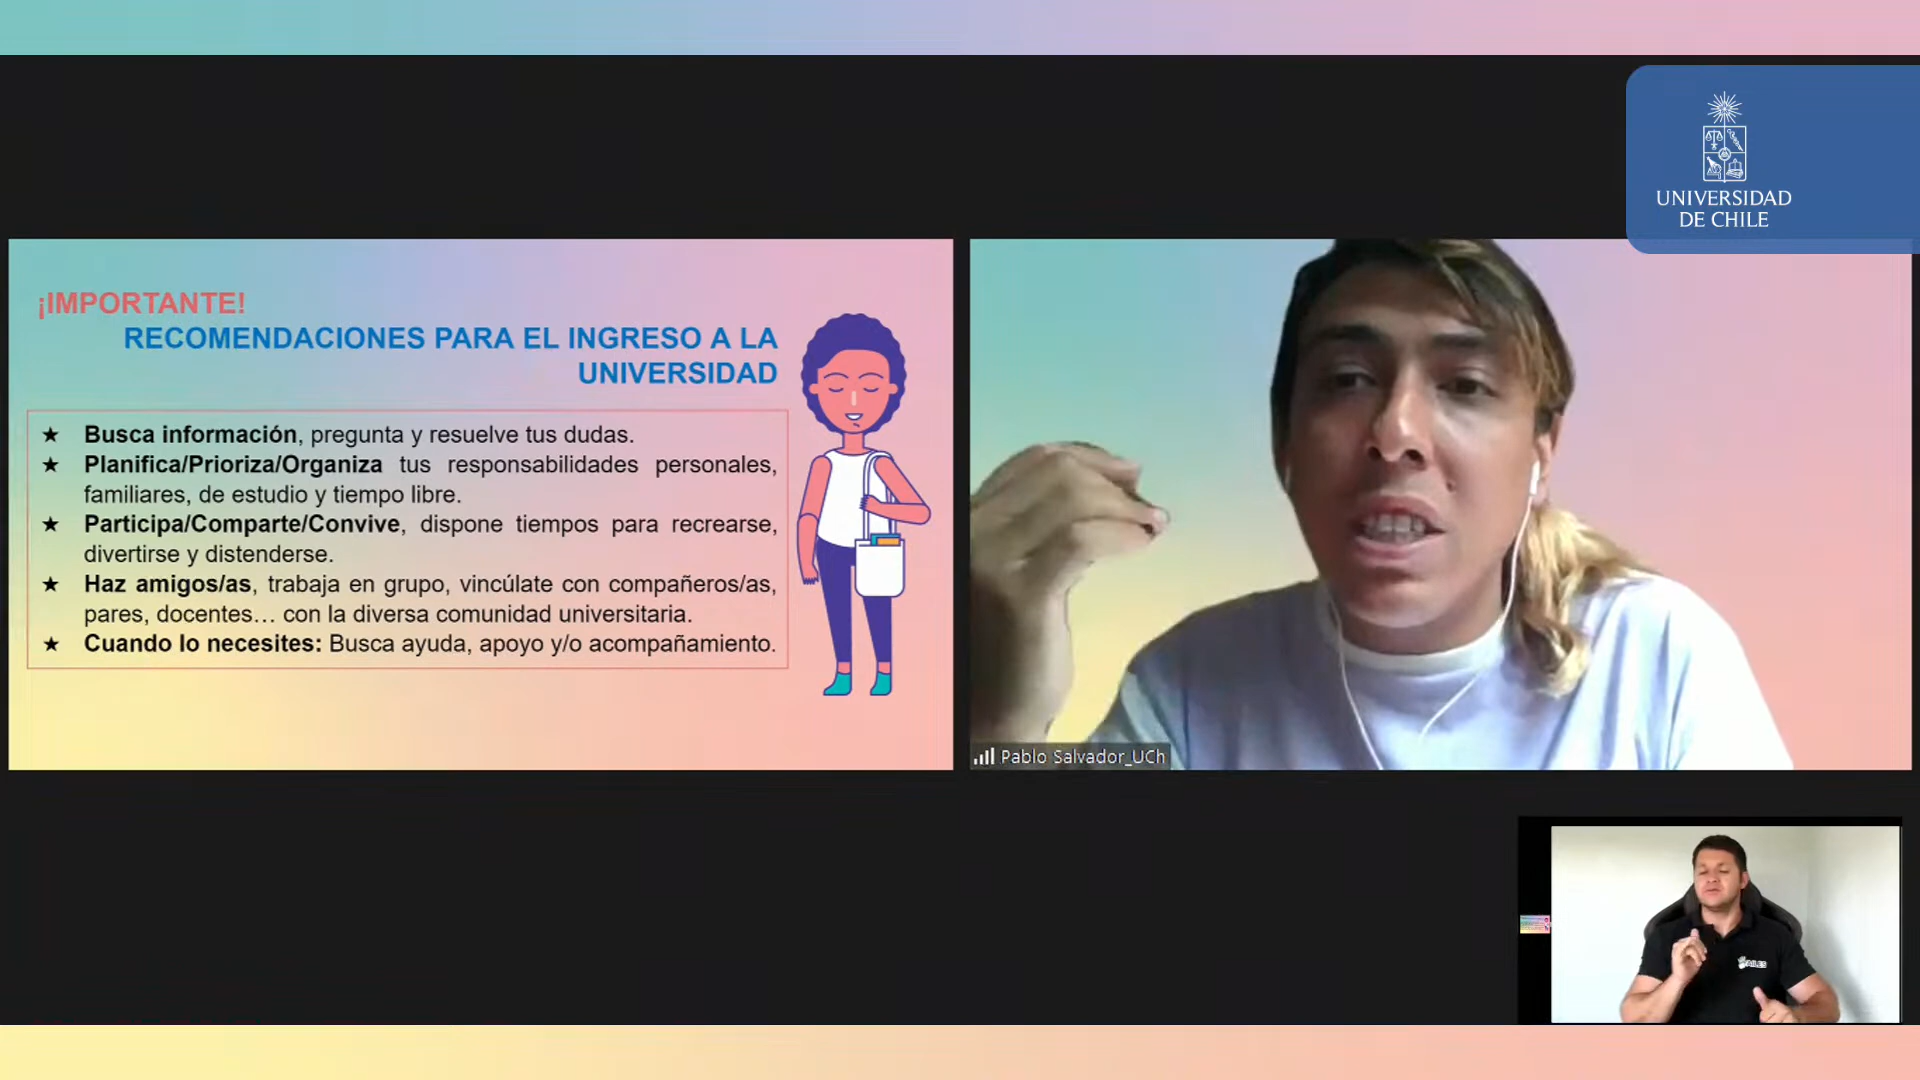 UNIVERSIDAD
DE CHILE
¡IMPORTANTE!
RECOMENDACIONES PARA EL INGRESO A LA
UNIVERSIDAD
★ Busca información, pregunta y resuelve tus dudas.
★ Planifica/Prioriza/Organiza tus responsabilidades personales,
familiares, de estudio y tiempo libre.
★ Participa/Comparte/Convive, dispone tiempos para recrearse,
divertirse y distenderse.
★ Haz amigos/as, trabaja en grupo, vincúlate con compañeros/as,
pares, docentes… con la diversa comunidad universitaria.
★ Cuando lo necesites: Busca ayuda, apoyo y/o acompañamiento.
Pablo Salvador_UCh